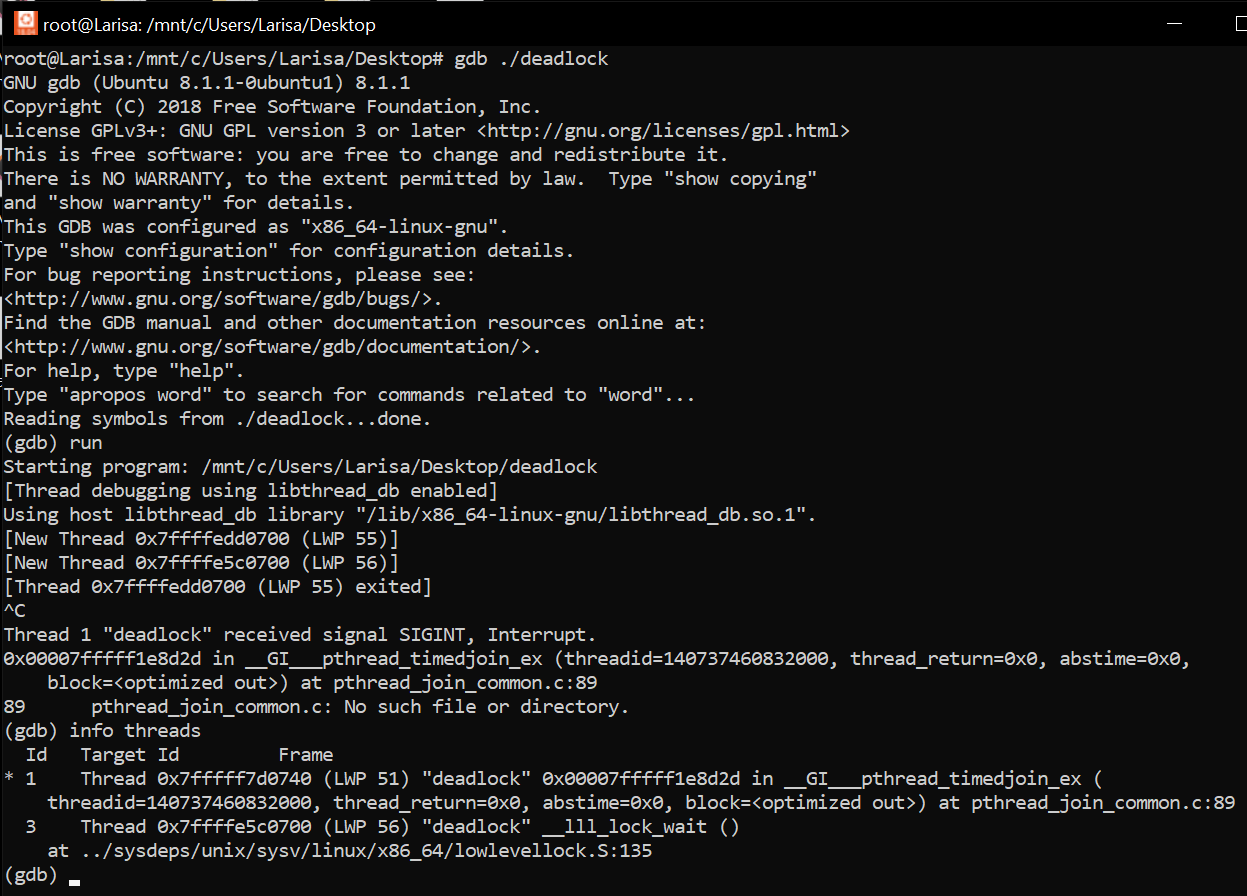 root@Larisa: /mnt/c/Users/Larisa/Desktop
root@Larisa:/mnt/c/Users/Larisa/Desktop# gdb ./deadlock
GNU gdb (Ubuntu 8.1.1-0ubuntu1) 8.1.1
Copyright (C) 2018 Free Software Foundation, Inc.
License GPLv3+: GNU GPL version 3 or later <http://gnu.org/licenses/gpl.html>
This is free software: you are free to change and redistribute it.
There is NO WARRANTY, to the extent permitted by law.  Type "show copying"
and "show warranty" for details.
This GDB was configured as "x86_64-linux-gnu".
Type "show configuration" for configuration details.
For bug reporting instructions, please see:
<http://www.gnu.org/software/gdb/bugs/>.
Find the GDB manual and other documentation resources online at:
<http://www.gnu.org/software/gdb/documentation/>.
For help, type "help".
Type "apropos word" to search for commands related to "word"...
Reading symbols from ./deadlock...done.
(gdb) run
Starting program: /mnt/c/Users/Larisa/Desktop/deadlock
[Thread debugging using libthread_db enabled]
Using host libthread_db library "/lib/x86_64-linux-gnu/libthread_db.so.1".
[New Thread 0x7ffffedd0700 (LWP 55)]
[New Thread 0x7ffffe5c0700 (LWP 56)]
[Thread 0x7ffffedd0700 (LWP 55) exited]
^C
Thread 1 "deadlock" received signal SIGINT, Interrupt.
0x00007fffff1e8d2d in __GI___pthread_timedjoin_ex (threadid=140737460832000, thread_return=0x0, abstime=0x0,
    block=<optimized out>) at pthread_join_common.c:89
89      pthread_join_common.c: No such file or directory.
(gdb) info threads
  Id   Target Id         Frame
* 1    Thread 0x7fffff7d0740 (LWP 51) "deadlock" 0x00007fffff1e8d2d in __GI___pthread_timedjoin_ex (
    threadid=140737460832000, thread_return=0x0, abstime=0x0, block=<optimized out>) at pthread_join_common.c:89
  3    Thread 0x7ffffe5c0700 (LWP 56) "deadlock" __lll_lock_wait ()
    at ../sysdeps/unix/sysv/linux/x86_64/lowlevellock.S:135
(gdb)